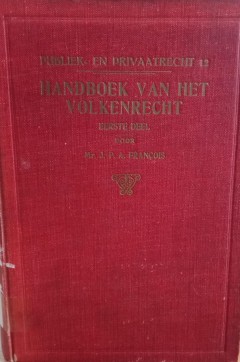 PUBLIEK- EN PRIVAATRECHT 12
HANDBOEK VAN HET
VOLKENRECHT
EERSTE DEEL
DOOR
Mr. J. P. A. FRANÇOIS